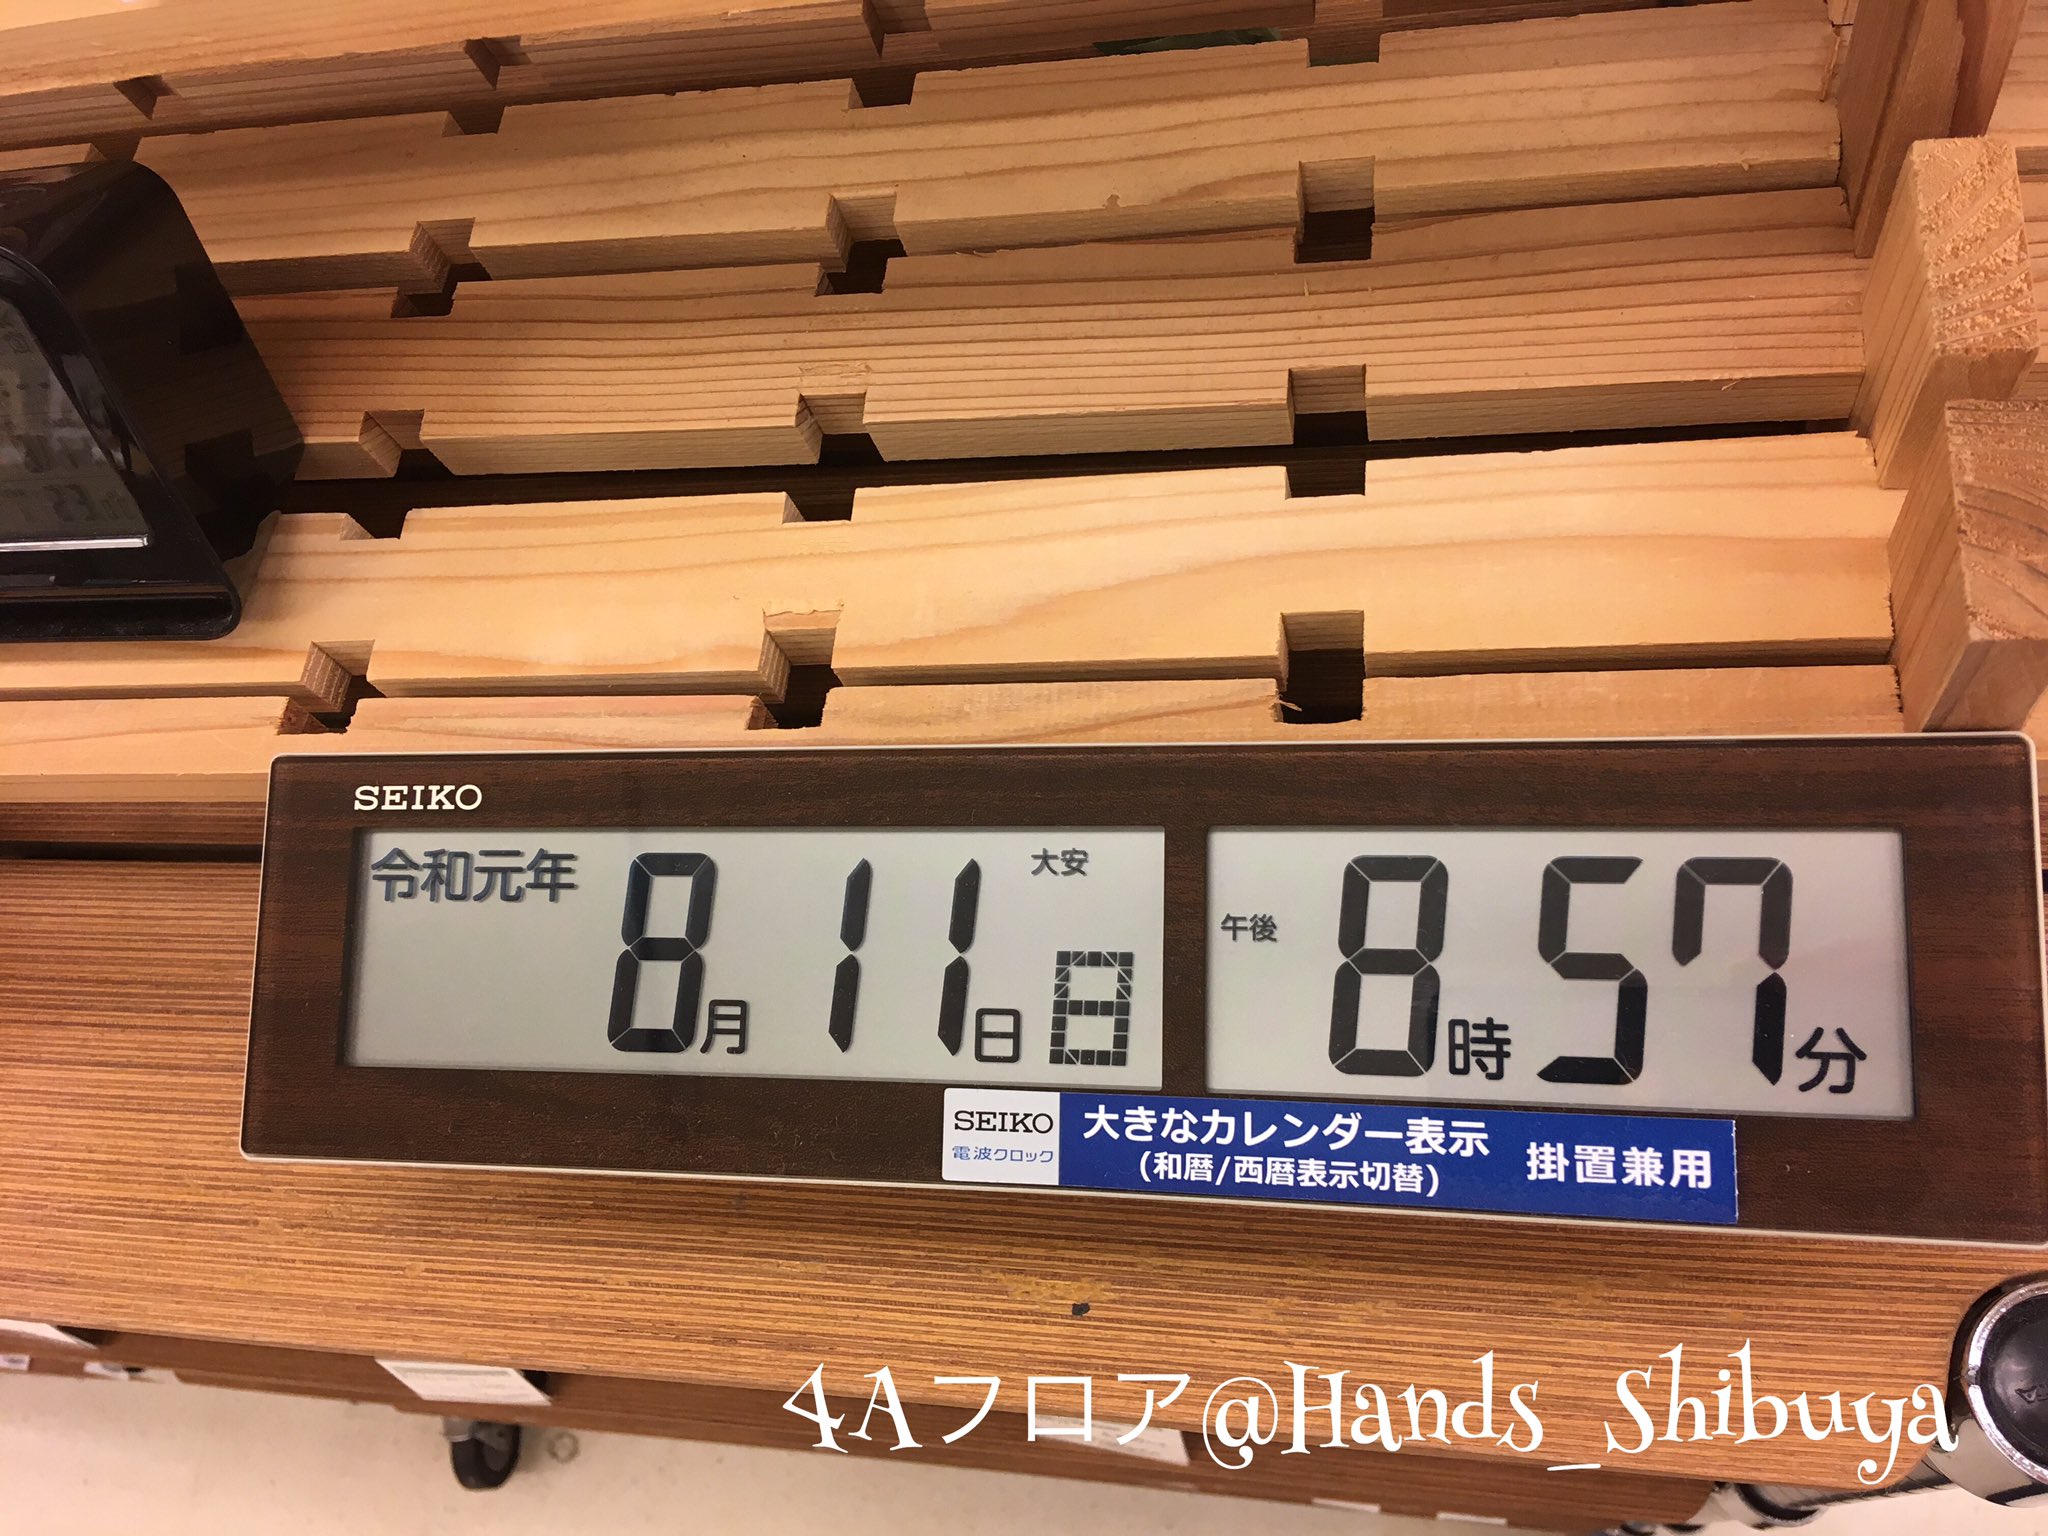 SEIKO
令和元年 8月11日 大安 日
午後 8時57分
SEIKO
電波クロック
大きなカレンダー表示
(和暦/西暦表示切替)
掛置兼用
4Aフロア@Hands_Shibuya